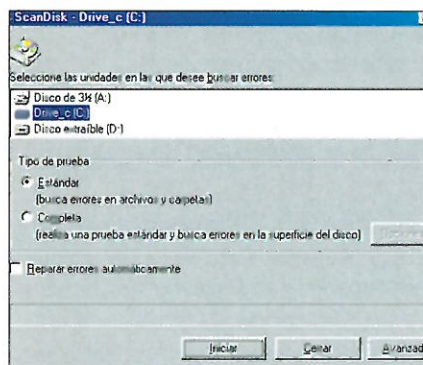 ScanDisk - Drive_c (C:)
Seleccione las unidades en las que desee buscar errores:
Disco de 3½ (A:)
Drive_c (C:)
Disco extraíble (D:)
Tipo de prueba
Estándar
(busca errores en archivos y carpetas)
Completa
(realiza una prueba estándar y busca errores en la superficie del disco)
Reparar errores automáticamente
Iniciar Cerrar Avanzad